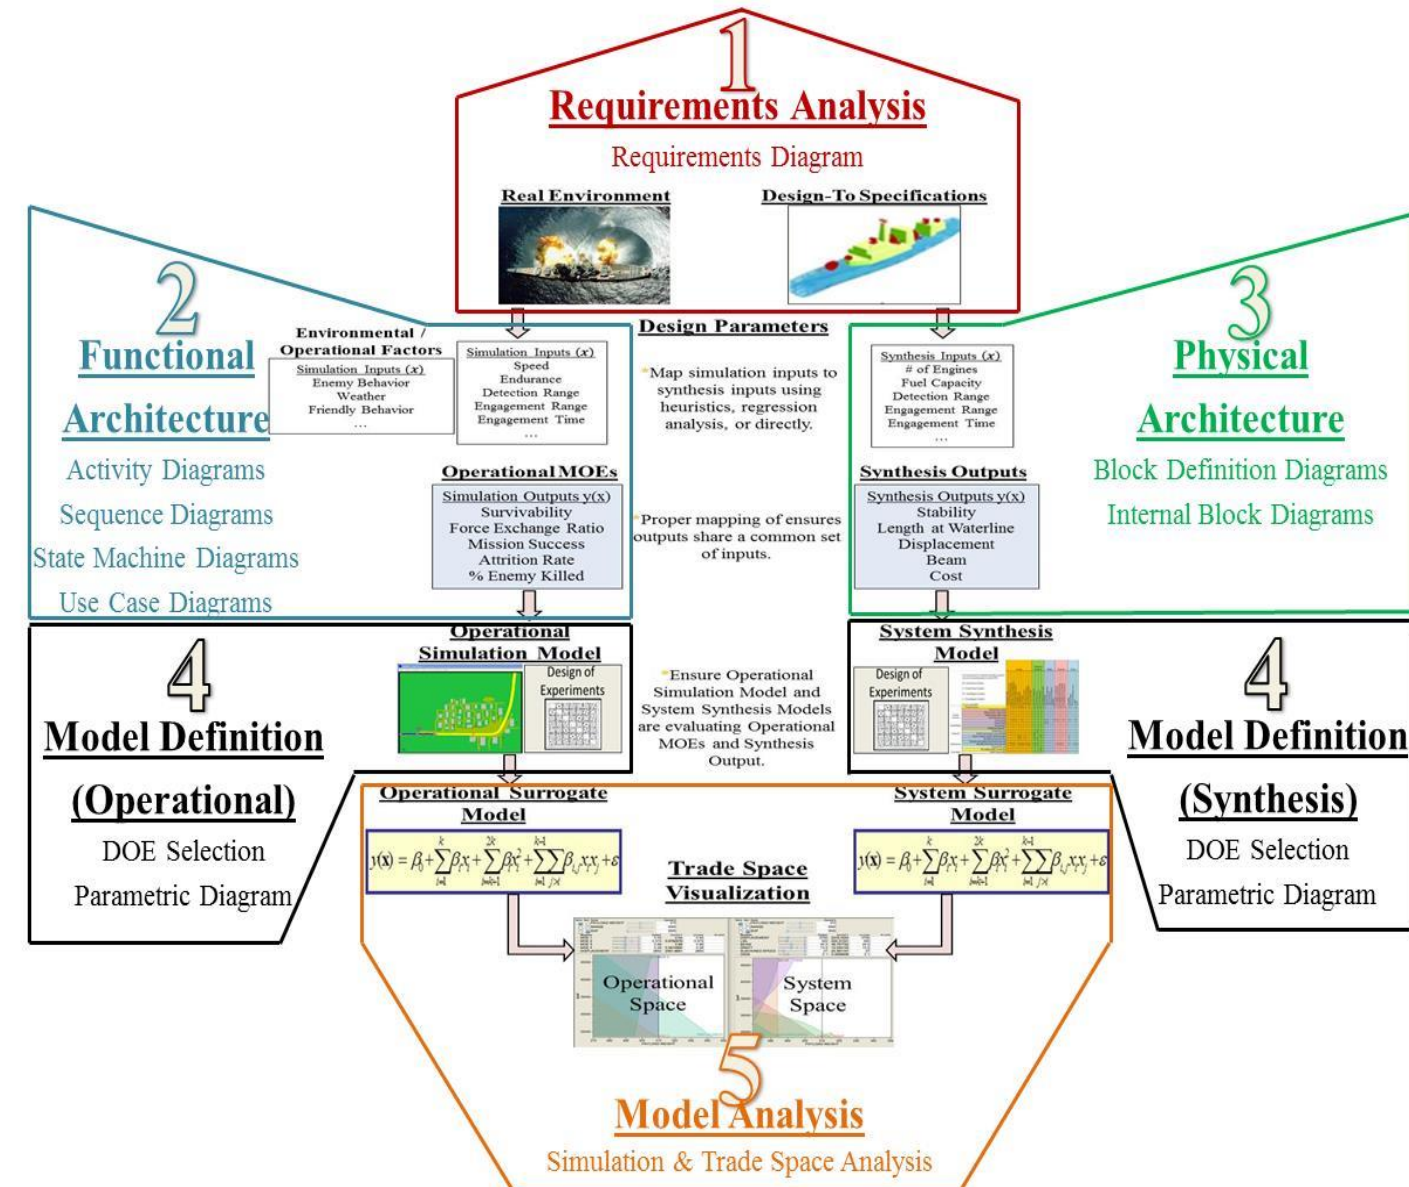 1
Requirements Analysis
Requirements Diagram
Real Environment
Design-To Specifications
2
Functional
Architecture
Activity Diagrams
Sequence Diagrams
State Machine Diagrams
Use Case Diagrams
Environmental /
Operational Factors
Simulation Inputs (x)
Enemy Behavior
Weather
Friendly Behavior
...
Simulation Inputs (x)
Speed
Endurance
Detection Range
Engagement Range
Engagement Time
...
Operational MOEs
Simulation Outputs y(x)
Survivability
Force Exchange Ratio
Mission Success
Attrition Rate
% Enemy Killed
Design Parameters
*Map simulation inputs to
synthesis inputs using
heuristics, regression
analysis, or directly.
*Proper mapping of ensures
outputs share a common set
of inputs.
*Ensure Operational
Simulation Model and
System Synthesis Models
are evaluating Operational
MOEs and Synthesis
Output.
Synthesis Inputs (x)
# of Engines
Fuel Capacity
Detection Range
Engagement Range
Engagement Time
...
Synthesis Outputs
Synthesis Outputs y(x)
Stability
Length at Waterline
Displacement
Beam
Cost
3
Physical
Architecture
Block Definition Diagrams
Internal Block Diagrams
4
Model Definition
(Operational)
DOE Selection
Parametric Diagram
Operational
Simulation Model
Design of
Experiments
System Synthesis
Model
Design of
Experiments
4
Model Definition
(Synthesis)
DOE Selection
Parametric Diagram
Operational Surrogate
Model
System Surrogate
Model
Trade Space
Visualization
Operational
Space
System
Space
5
Model Analysis
Simulation & Trade Space Analysis